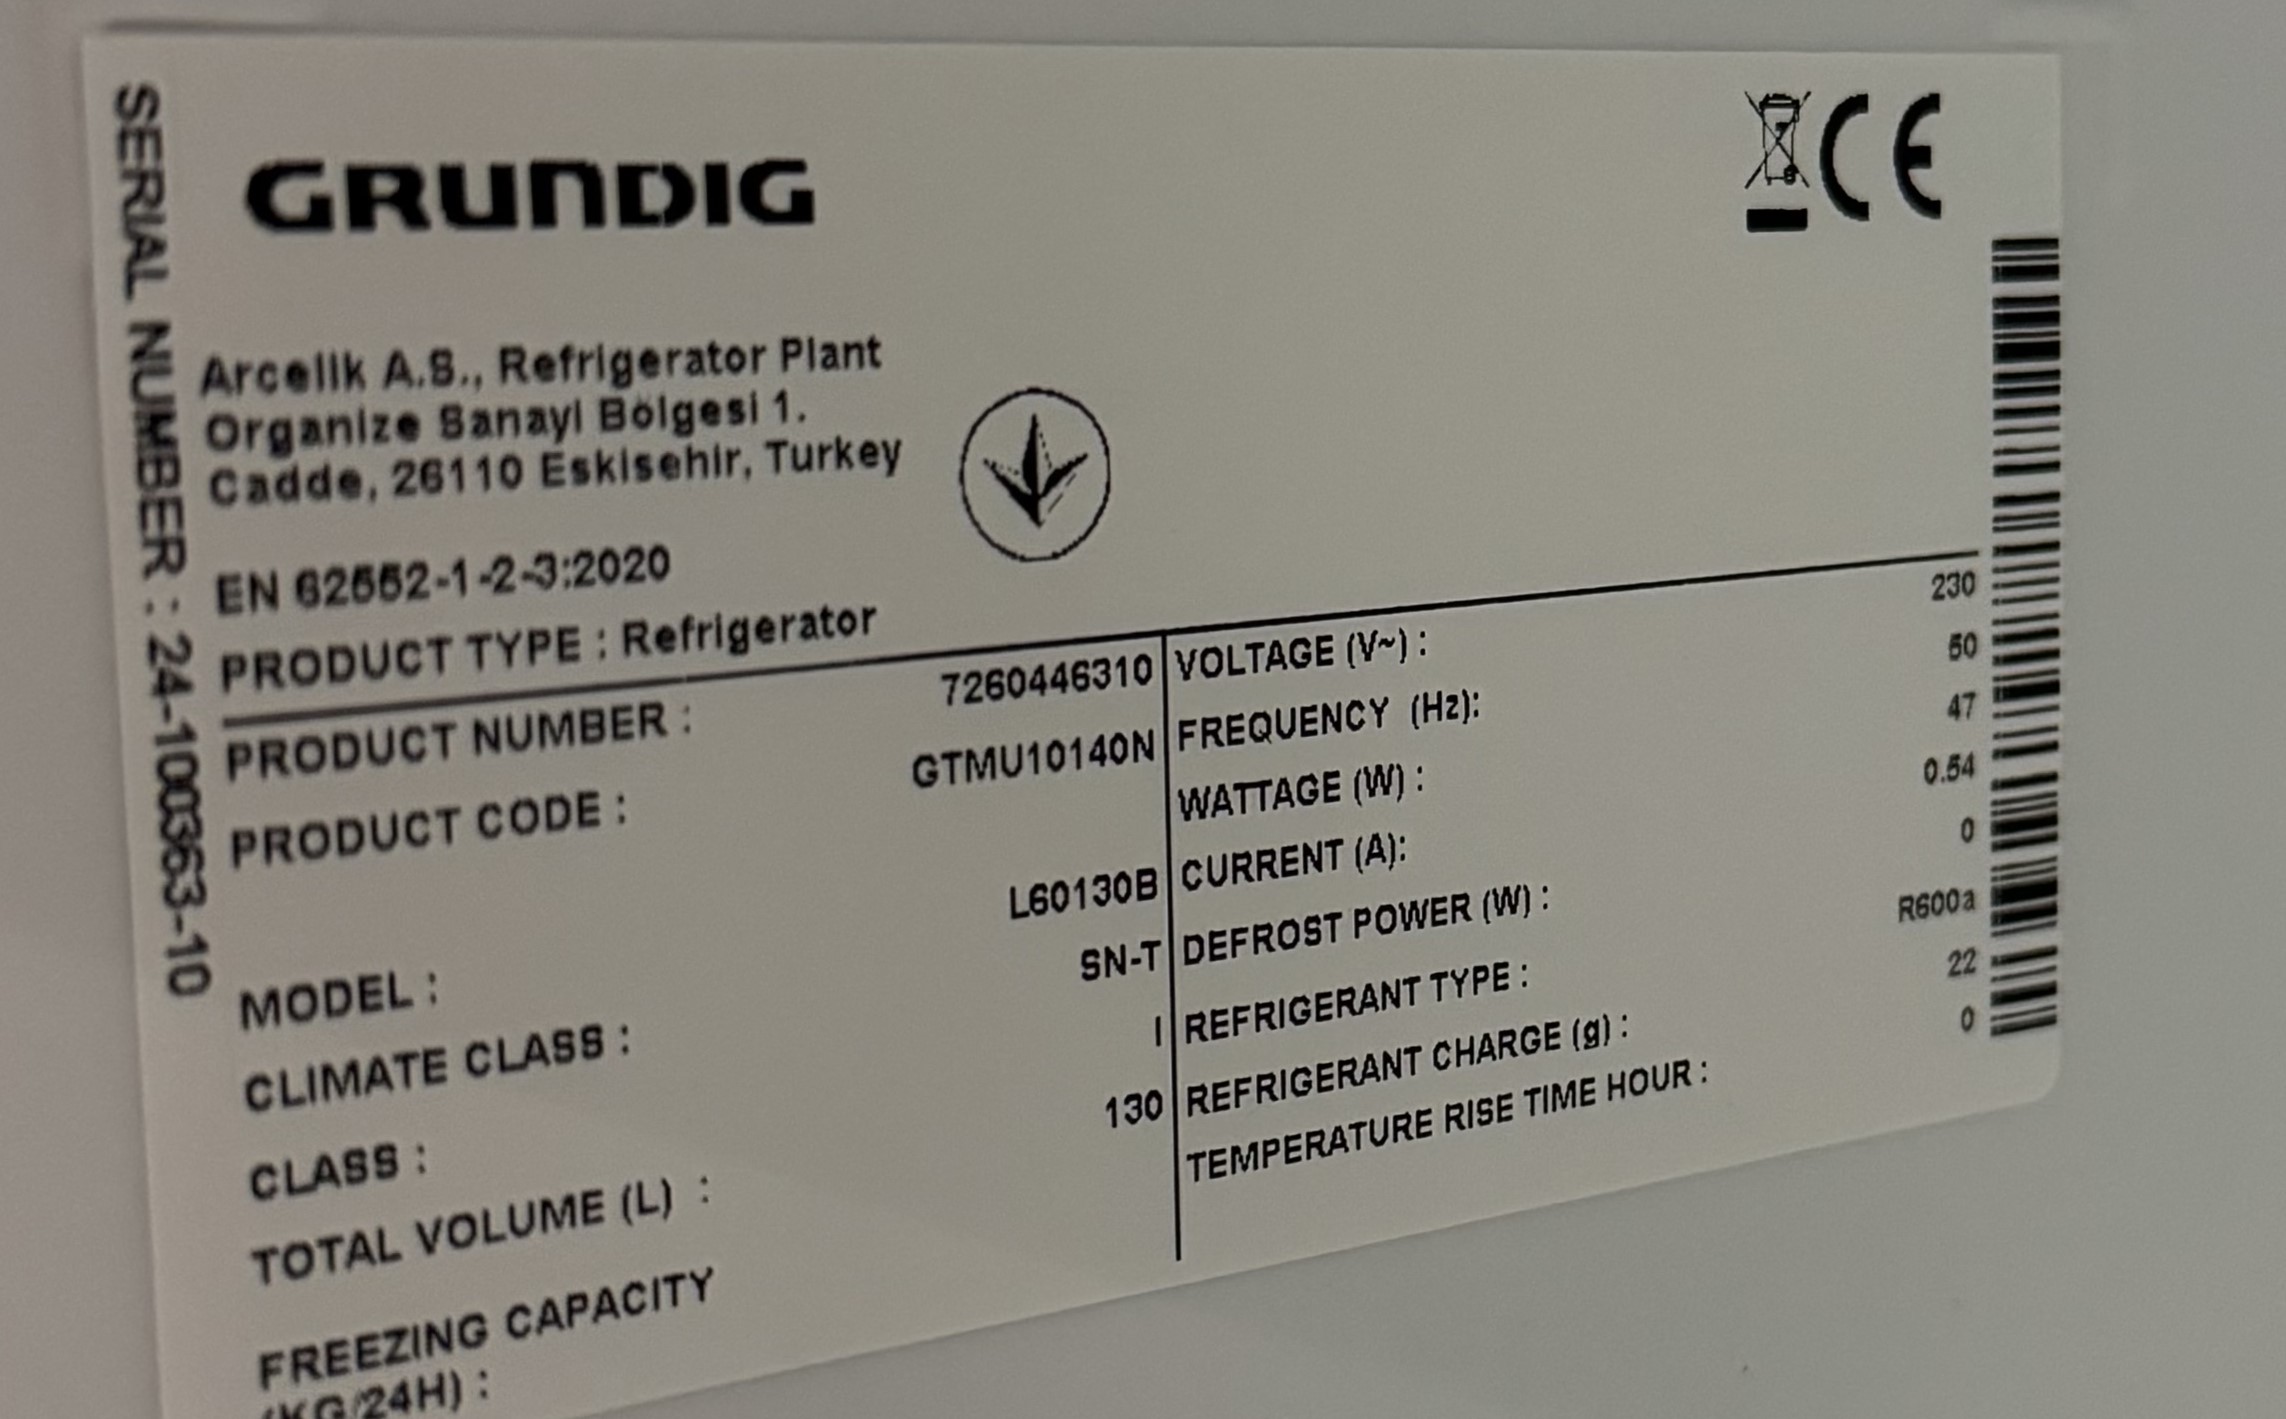 GRUNDIG
CE
SERIAL NUMBER : : 24-100363-10
Arcelik A.S., Refrigerator Plant
Organize Sanayi Bölgesi 1.
Cadde, 26110 Eskisehir, Turkey
EN 62552-1-2-3:2020
PRODUCT TYPE : Refrigerator
PRODUCT NUMBER : 7260446310
PRODUCT CODE : GTMU10140N
MODEL : L60130B
CLIMATE CLASS : SN-T
CLASS : I
TOTAL VOLUME (L) : 130
FREEZING CAPACITY
(KG/24H) :
VOLTAGE (V~) : 230
FREQUENCY (Hz): 50
WATTAGE (W) : 47
CURRENT (A): 0.54
DEFROST POWER (W) : 0
REFRIGERANT TYPE : R600a
REFRIGERANT CHARGE (g) : 22
TEMPERATURE RISE TIME HOUR : 0